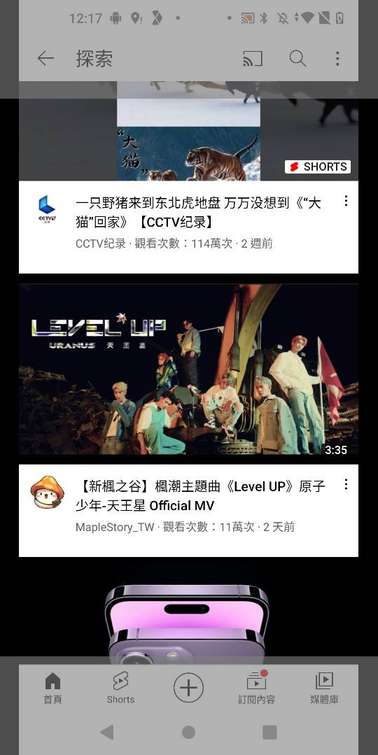 12:17
探索
“大
猫”
SHORTS
一只野猪来到东北虎地盘 万万没想到《“大
猫”回家》【CCTV纪录】
CCTV纪录 · 觀看次數：114萬次 · 2 週前
LEVEL UP
URANUS 天王星
3:35
【新楓之谷】楓潮主題曲《Level UP》原子
少年-天王星 Official MV
MapleStory_TW · 觀看次數：11萬次 · 2 天前
首頁
Shorts
訂閱內容
媒體庫